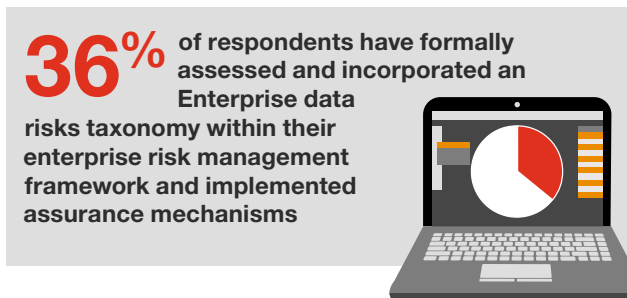 36% of respondents have formally
assessed and incorporated an
Enterprise data
risks taxonomy within their
enterprise risk management
framework and implemented
assurance mechanisms